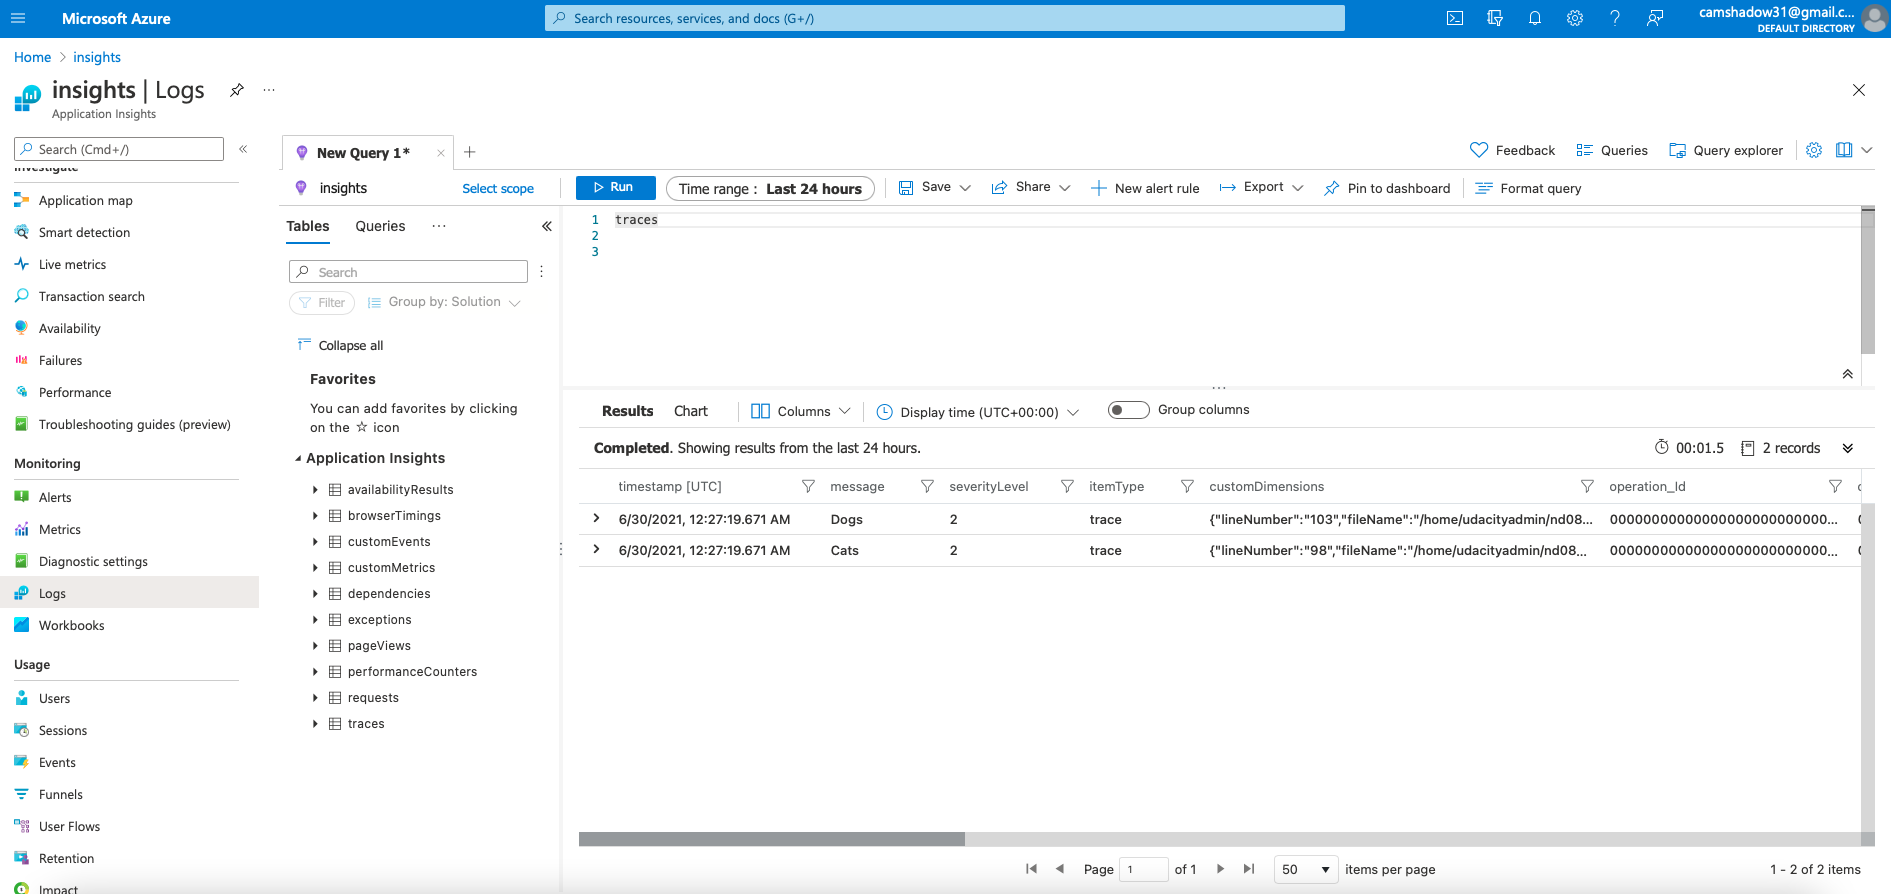 Microsoft Azure
Search resources, services, and docs (G+/)
camshadow31@gmail.c...
DEFAULT DIRECTORY
Home > insights
insights | Logs
Application Insights
Search (Cmd+/)
«
Investigate
Application map
Smart detection
Live metrics
Transaction search
Availability
Failures
Performance
Troubleshooting guides (preview)
Monitoring
Alerts
Metrics
Diagnostic settings
Logs
Workbooks
Usage
Users
Sessions
Events
Funnels
User Flows
Retention
Impact
New Query 1*
Feedback
Queries
Query explorer
insights
Select scope
Run
Time range : Last 24 hours
Save
Share
New alert rule
Export
Pin to dashboard
Format query
Tables
Queries
...
«
Search
Filter
Group by: Solution
Collapse all
Favorites
You can add favorites by clicking
on the ☆ icon
Application Insights
availabilityResults
browserTimings
customEvents
customMetrics
dependencies
exceptions
pageViews
performanceCounters
requests
traces
1 traces
2
3
Results
Chart
Columns
Display time (UTC+00:00)
Group columns
Completed. Showing results from the last 24 hours.
00:01.5
2 records
timestamp [UTC] message severityLevel itemType customDimensions operation_Id
6/30/2021, 12:27:19.671 AM Dogs 2 trace {"lineNumber":"103","fileName":"/home/udacityadmin/nd08... 00000000000000000000000000...
6/30/2021, 12:27:19.671 AM Cats 2 trace {"lineNumber":"98","fileName":"/home/udacityadmin/nd08... 00000000000000000000000000...
Page 1 of 1
50 items per page
1 - 2 of 2 items